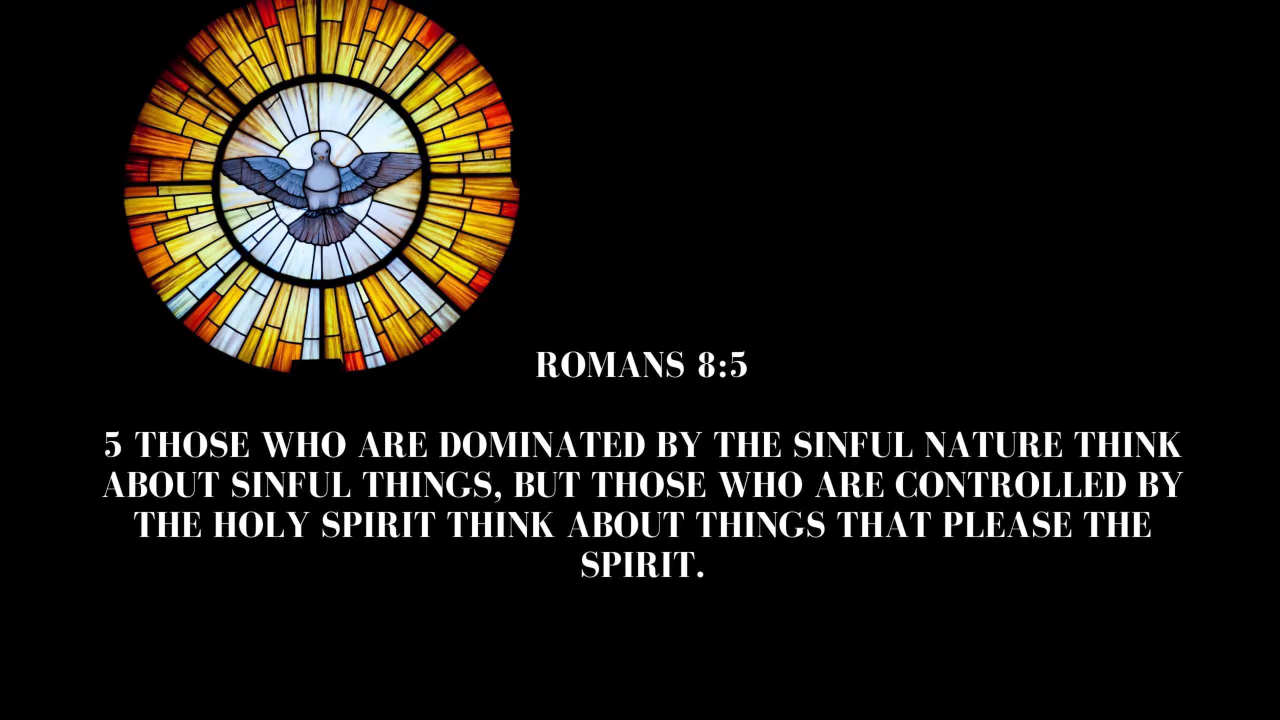 ROMANS 8:5
5 THOSE WHO ARE DOMINATED BY THE SINFUL NATURE THINK
ABOUT SINFUL THINGS, BUT THOSE WHO ARE CONTROLLED BY
THE HOLY SPIRIT THINK ABOUT THINGS THAT PLEASE THE
SPIRIT.